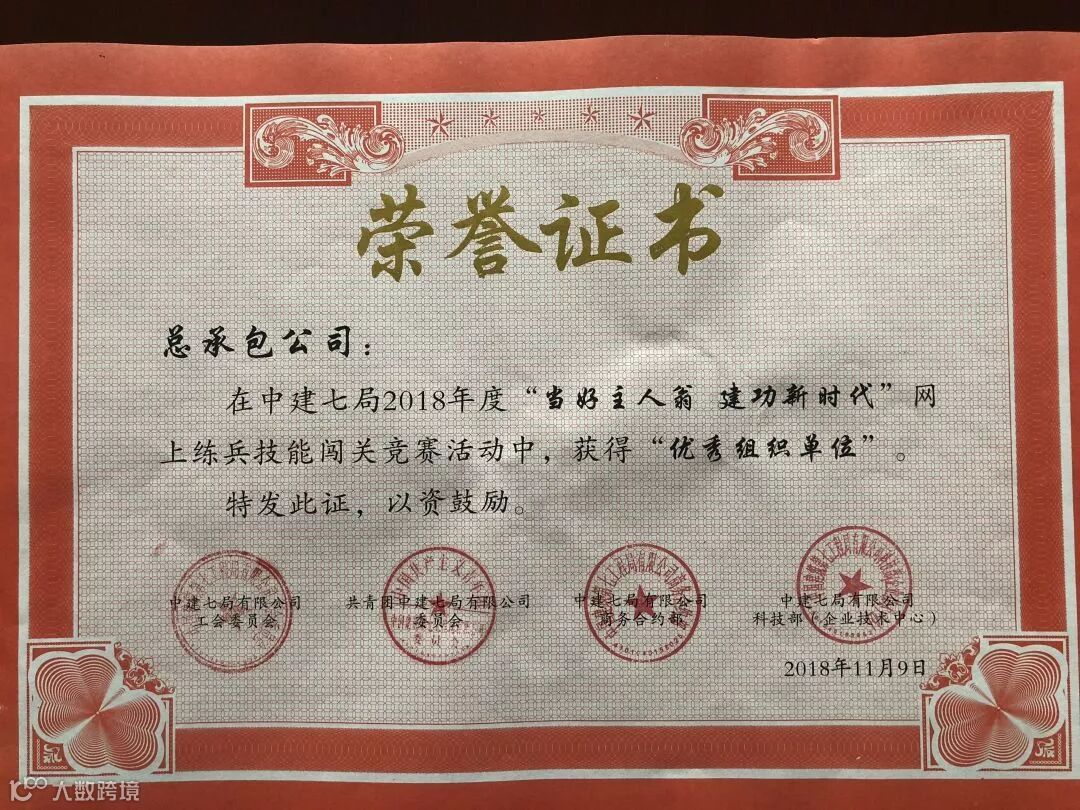 荣誉证书
总承包公司：
在中建七局2018年度“当好主人翁 建功新时代”网
上练兵技能闯关竞赛活动中，获得“优秀组织单位”。
特发此证，以资鼓励。
中建七局有限公司
工会委员会
共青团中建七局有限公司
委员会
中建七局有限公司
商务合约部
中建七局有限公司
科技部（企业技术中心）
2018年11月9日
大数跨境